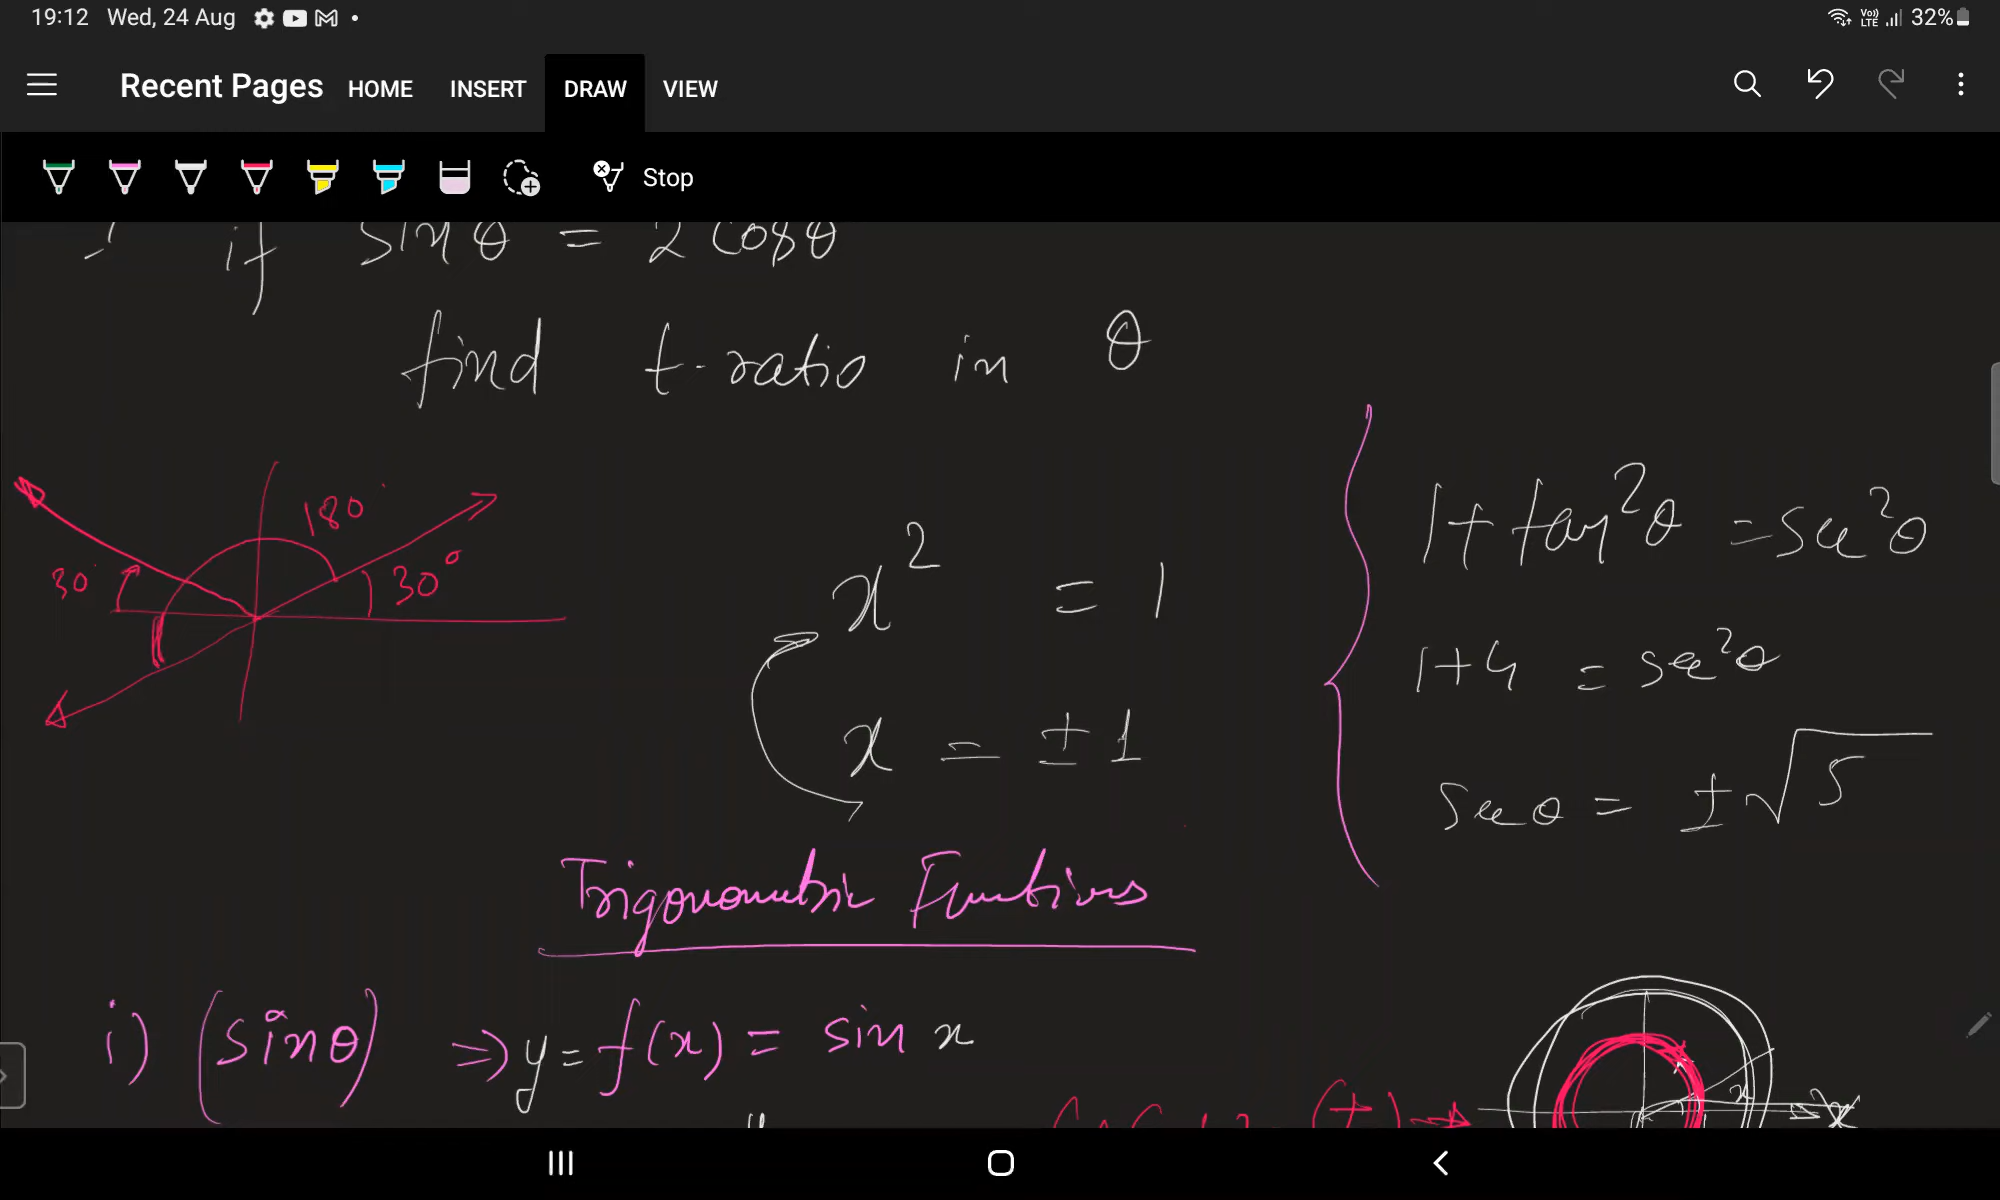 19:12 Wed, 24 Aug
Vo)) LTE 32%
Recent Pages HOME INSERT DRAW VIEW
Stop
if sinθ = 2 cosθ
find t-ratio in θ
180°
30° 30°
x² = 1
x = ±1
1 + tan²θ = sec²θ
1+4 = sec²θ
secθ = ±√5
Trigonometric Functions
i) (sinθ) ⇒ y = f(x) = sin x
(+) →
x
x